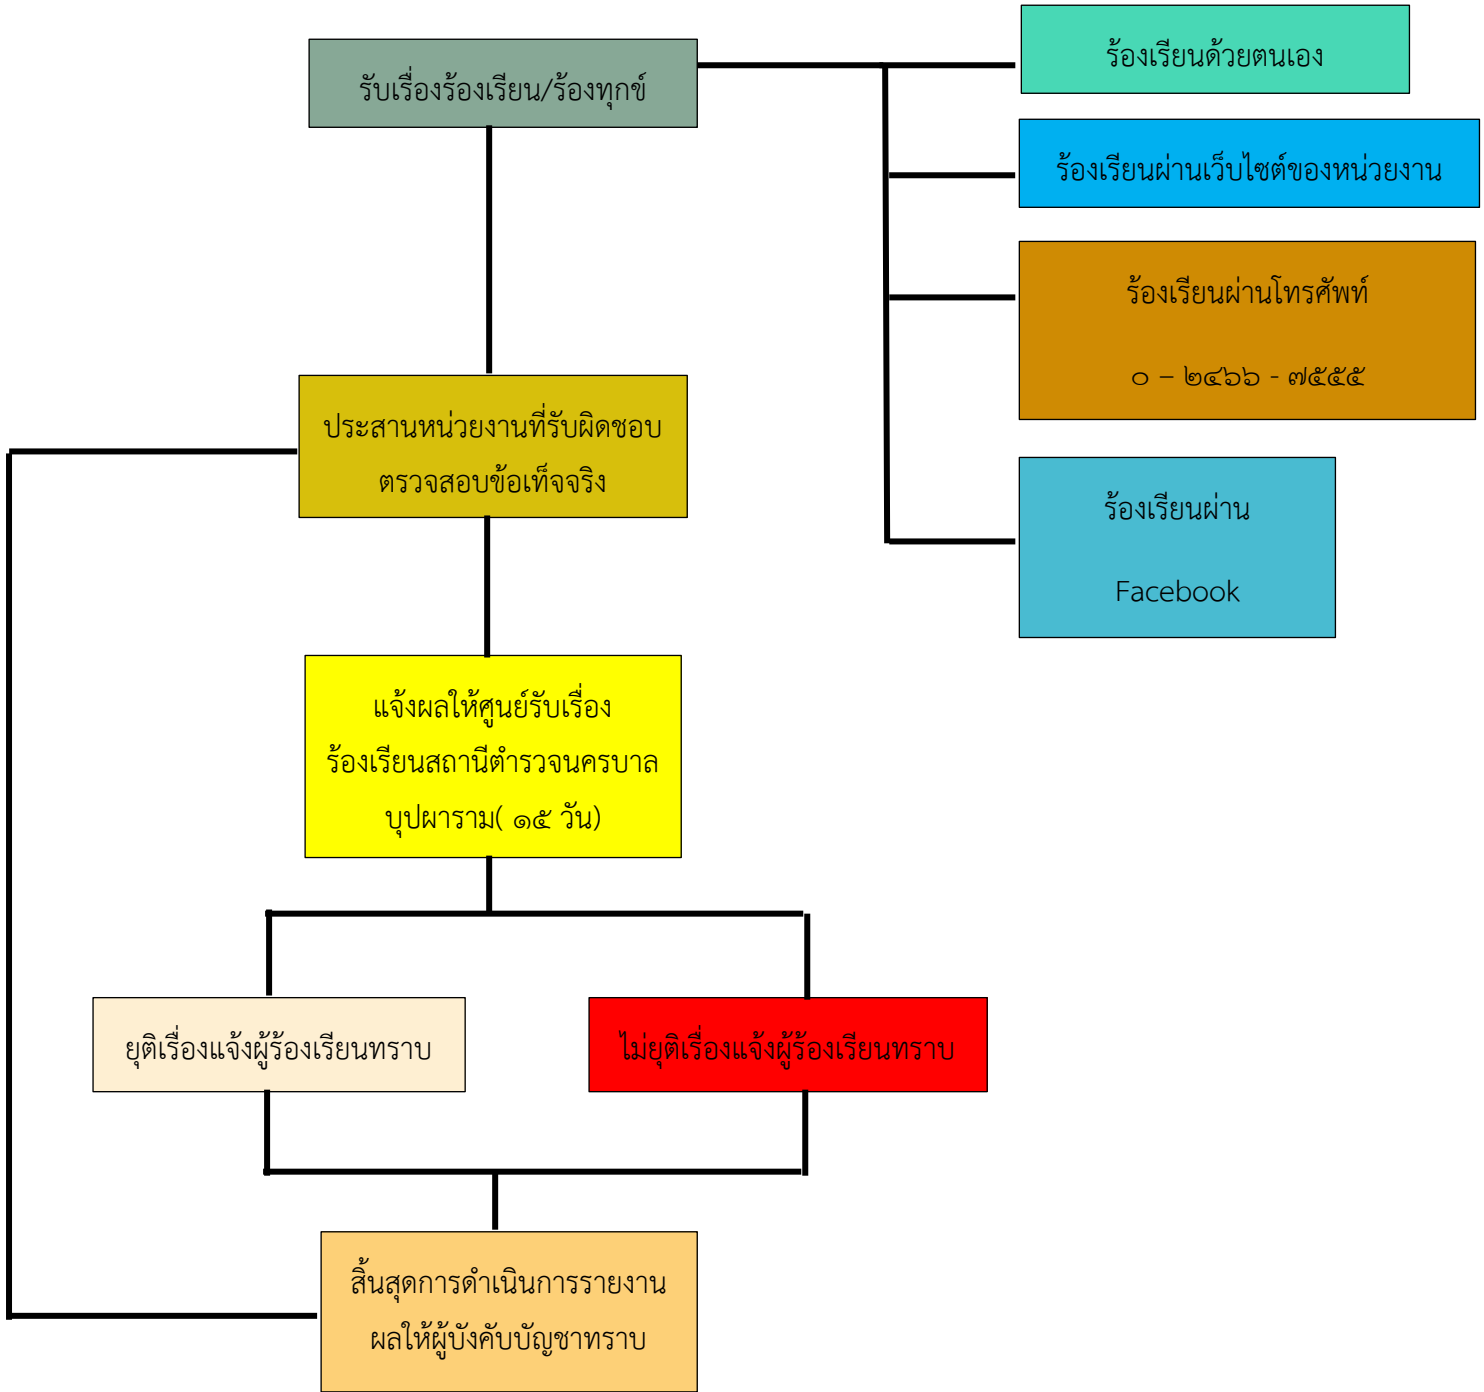 รับเรื่องร้องเรียน/ร้องทุกข์
ร้องเรียนด้วยตนเอง
ร้องเรียนผ่านเว็บไซต์ของหน่วยงาน
ร้องเรียนผ่านโทรศัพท์
๐ – ๒๔๖๖ - ๗๕๕๕
ร้องเรียนผ่าน
Facebook
ประสานหน่วยงานที่รับผิดชอบ
ตรวจสอบข้อเท็จจริง
แจ้งผลให้ศูนย์รับเรื่อง
ร้องเรียนสถานีตำรวจนครบาล
บุปผาราม( ๑๕ วัน)
ยุติเรื่องแจ้งผู้ร้องเรียนทราบ
ไม่ยุติเรื่องแจ้งผู้ร้องเรียนทราบ
สิ้นสุดการดำเนินการรายงาน
ผลให้ผู้บังคับบัญชาทราบ